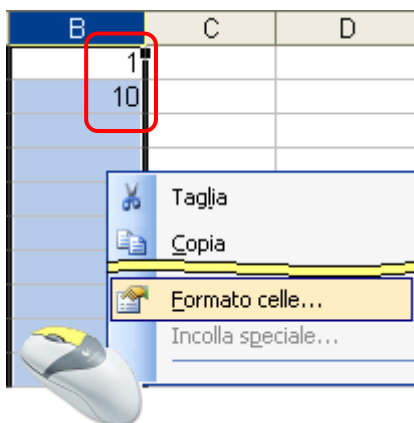 B C D
1
10
Taglia
Copia
Formato celle...
Incolla speciale...